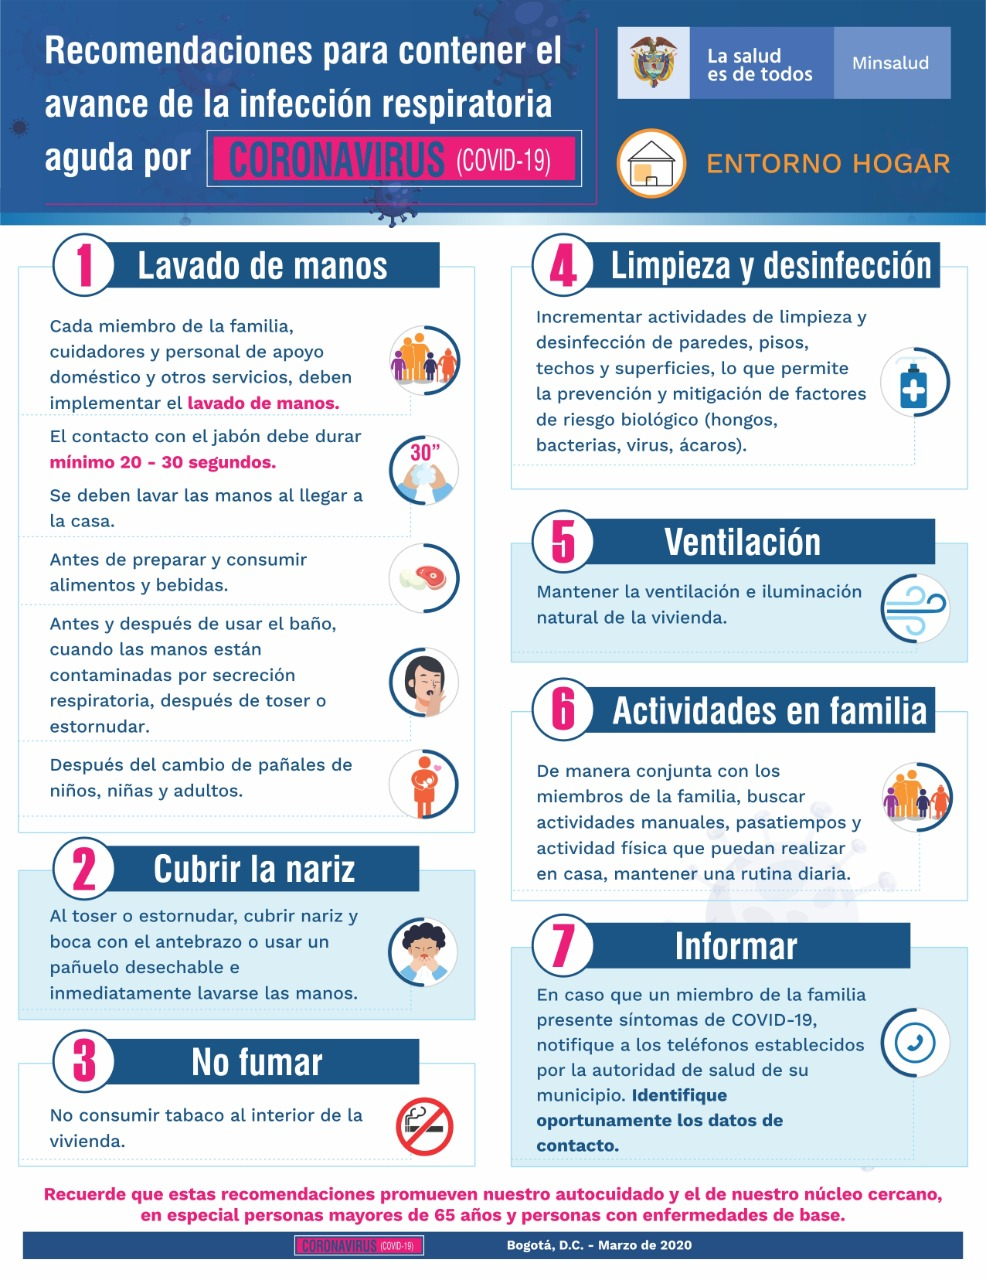 Recomendaciones para contener el
avance de la infección respiratoria
aguda por CORONAVIRUS (COVID-19)
La salud
es de todos
Minsalud
ENTORNO HOGAR
1 Lavado de manos
Cada miembro de la familia,
cuidadores y personal de apoyo
doméstico y otros servicios, deben
implementar el lavado de manos.
El contacto con el jabón debe durar
mínimo 20 - 30 segundos.
30”
Se deben lavar las manos al llegar a
la casa.
Antes de preparar y consumir
alimentos y bebidas.
Antes y después de usar el baño,
cuando las manos están
contaminadas por secreción
respiratoria, después de toser o
estornudar.
Después del cambio de pañales de
niños, niñas y adultos.
2 Cubrir la nariz
Al toser o estornudar, cubrir nariz y
boca con el antebrazo o usar un
pañuelo desechable e
inmediatamente lavarse las manos.
3 No fumar
No consumir tabaco al interior de la
vivienda.
4 Limpieza y desinfección
Incrementar actividades de limpieza y
desinfección de paredes, pisos,
techos y superficies, lo que permite
la prevención y mitigación de factores
de riesgo biológico (hongos,
bacterias, virus, ácaros).
5 Ventilación
Mantener la ventilación e iluminación
natural de la vivienda.
6 Actividades en familia
De manera conjunta con los
miembros de la familia, buscar
actividades manuales, pasatiempos y
actividad física que puedan realizar
en casa, mantener una rutina diaria.
7 Informar
En caso que un miembro de la familia
presente síntomas de COVID-19,
notifique a los teléfonos establecidos
por la autoridad de salud de su
municipio. Identifique
oportunamente los datos de
contacto.
Recuerde que estas recomendaciones promueven nuestro autocuidado y el de nuestro núcleo cercano,
en especial personas mayores de 65 años y personas con enfermedades de base.
CORONAVIRUS (COVID-19)
Bogotá, D.C. - Marzo de 2020